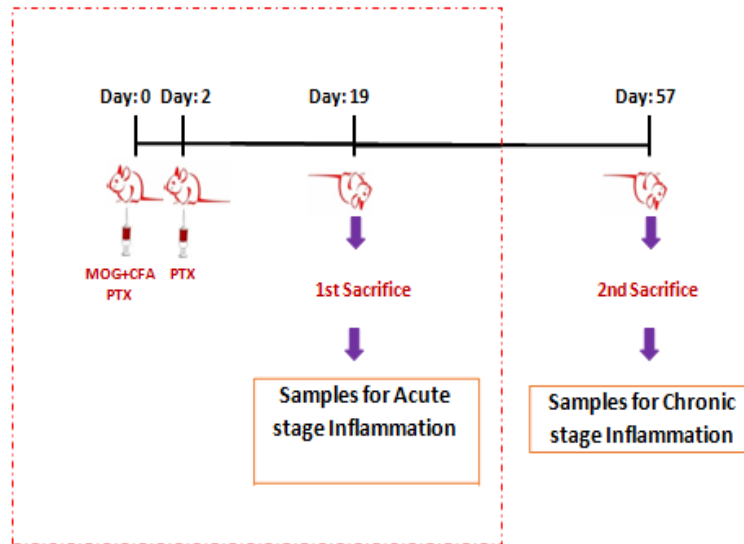 Day: 0 Day: 2 Day: 19 Day: 57
MOG+CFA PTX
PTX
1st Sacrifice 2nd Sacrifice
Samples for Acute
stage Inflammation
Samples for Chronic
stage Inflammation